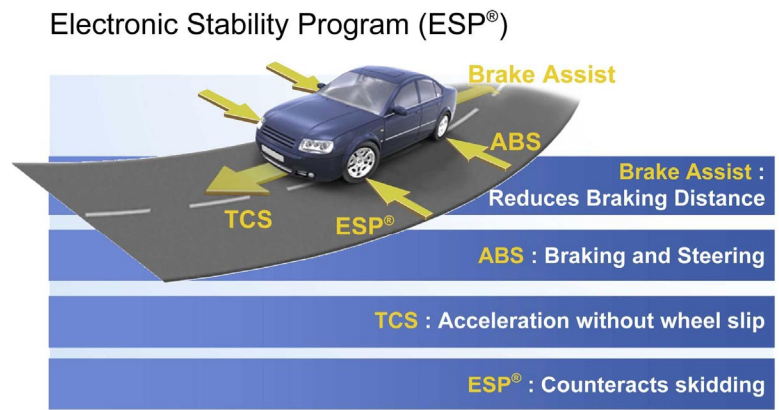 Electronic Stability Program (ESP®)
Brake Assist
ABS
TCS
ESP®
Brake Assist :
Reduces Braking Distance
ABS : Braking and Steering
TCS : Acceleration without wheel slip
ESP® : Counteracts skidding